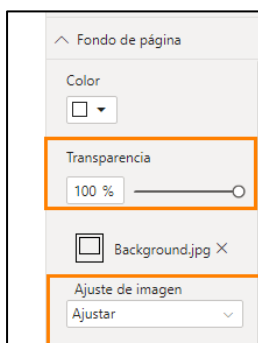 Fondo de página
Color
Transparencia
100 %
Background.jpg
Ajuste de imagen
Ajustar